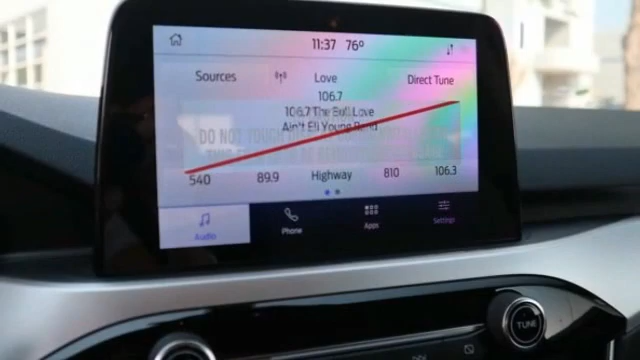 11:37 76°
Sources Love Direct Tune
106.7
106.7 The Bull Love
Ain't Eli Young Band
DO NOT TOUCH
540 89.9 Highway 810 106.3
Audio Phone Apps Settings
TUNE